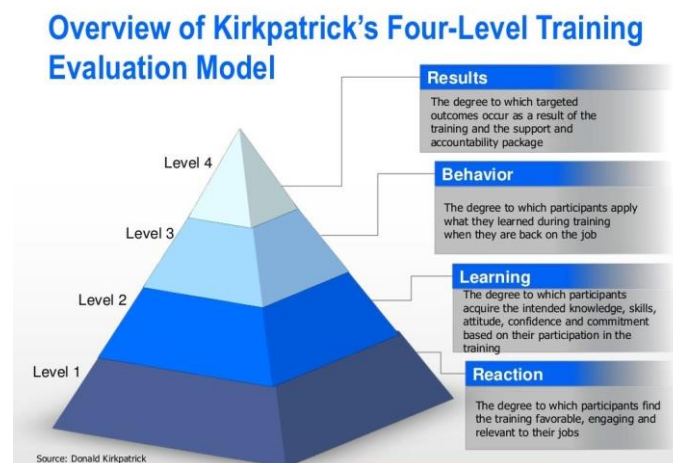 Overview of Kirkpatrick's Four-Level Training
Evaluation Model
Results
The degree to which targeted
outcomes occur as a result of the
training and the support and
accountability package
Level 4
Behavior
The degree to which participants apply
what they learned during training
when they are back on the job
Level 3
Learning
The degree to which participants
acquire the intended knowledge, skills,
attitude, confidence and commitment
based on their participation in the
training
Level 2
Reaction
The degree to which participants find
the training favorable, engaging and
relevant to their jobs
Level 1
Source: Donald Kirkpatrick